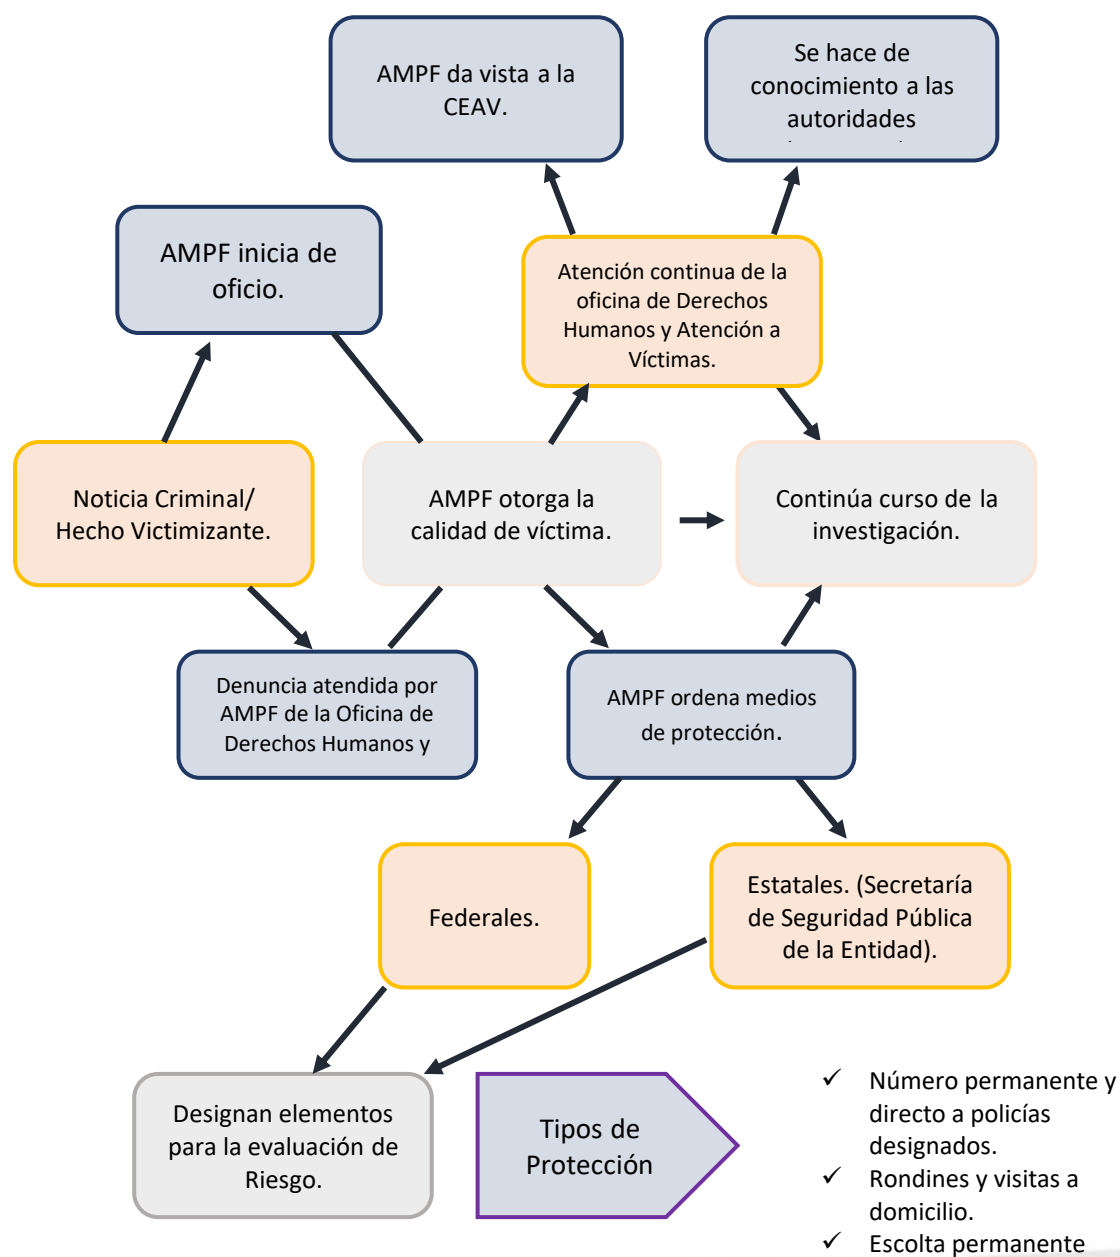 AMPF da vista a la
CEAV.
Se hace de
conocimiento a las
autoridades
AMPF inicia de
oficio.
Atención continua de la
oficina de Derechos
Humanos y Atención a
Víctimas.
Noticia Criminal/
Hecho Victimizante.
AMPF otorga la
calidad de víctima.
Continúa curso de la
investigación.
Denuncia atendida por
AMPF de la Oficina de
Derechos Humanos y
AMPF ordena medios
de protección.
Federales.
Estatales. (Secretaría
de Seguridad Pública
de la Entidad).
Designan elementos
para la evaluación de
Riesgo.
Tipos de
Protección
✓ Número permanente y
directo a policías
designados.
✓ Rondines y visitas a
domicilio.
✓ Escolta permanente